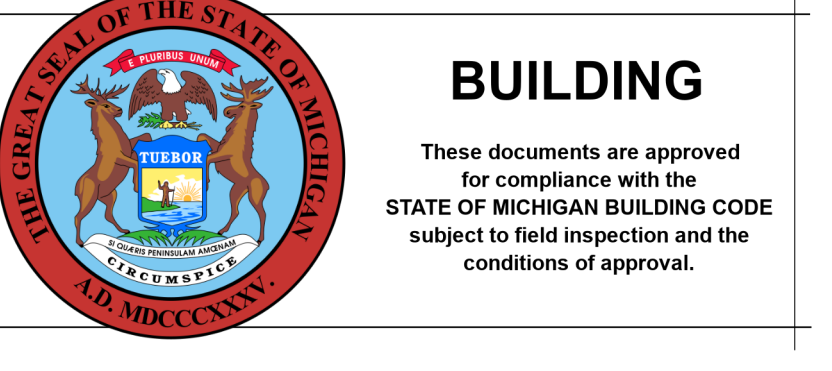 THE GREAT SEAL OF THE STATE OF MICHIGAN
E PLURIBUS UNUM
TUEBOR
SI QUÆRIS PENINSULAM AMŒNAM
CIRCUMSPICE
A.D. MDCCCXXXV.
BUILDING
These documents are approved
for compliance with the
STATE OF MICHIGAN BUILDING CODE
subject to field inspection and the
conditions of approval.